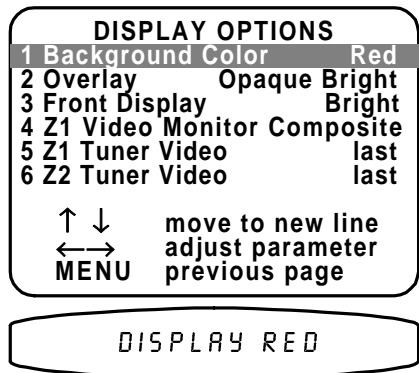 DISPLAY OPTIONS
1 Background Color Red
2 Overlay Opaque Bright
3 Front Display Bright
4 Z1 Video Monitor Composite
5 Z1 Tuner Video last
6 Z2 Tuner Video last
↑ ↓ move to new line
←→ adjust parameter
MENU previous page
DISPLAY RED